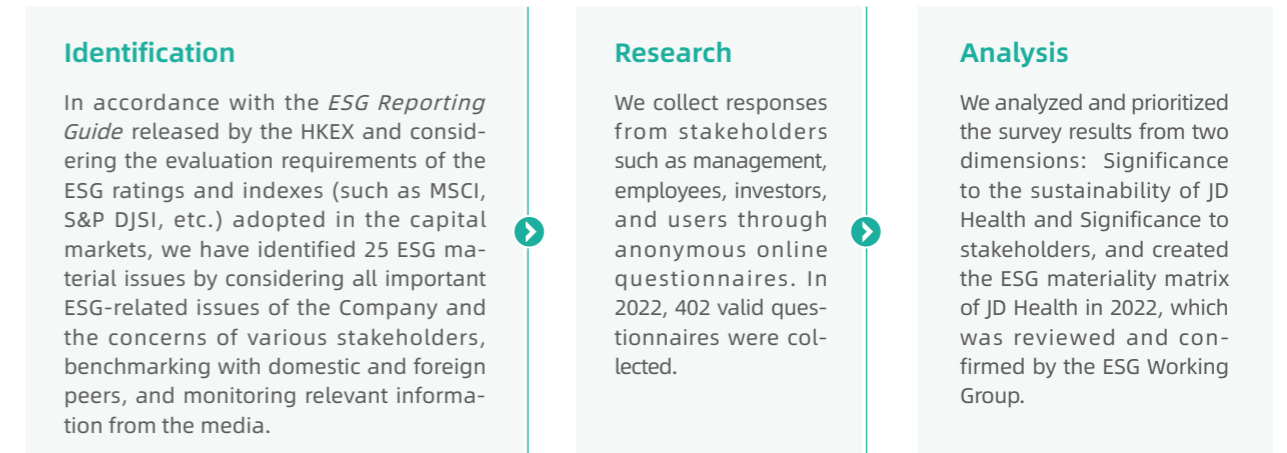 Identification
In accordance with the ESG Reporting
Guide released by the HKEX and consid-
ering the evaluation requirements of the
ESG ratings and indexes (such as MSCI,
S&P DJSI, etc.) adopted in the capital
markets, we have identified 25 ESG ma-
terial issues by considering all important
ESG-related issues of the Company and
the concerns of various stakeholders,
benchmarking with domestic and foreign
peers, and monitoring relevant informa-
tion from the media.
Research
We collect responses
from stakeholders
such as management,
employees, investors,
and users through
anonymous online
questionnaires. In
2022, 402 valid ques-
tionnaires were col-
lected.
Analysis
We analyzed and prioritized
the survey results from two
dimensions: Significance
to the sustainability of JD
Health and Significance to
stakeholders, and created
the ESG materiality matrix
of JD Health in 2022, which
was reviewed and con-
firmed by the ESG Working
Group.